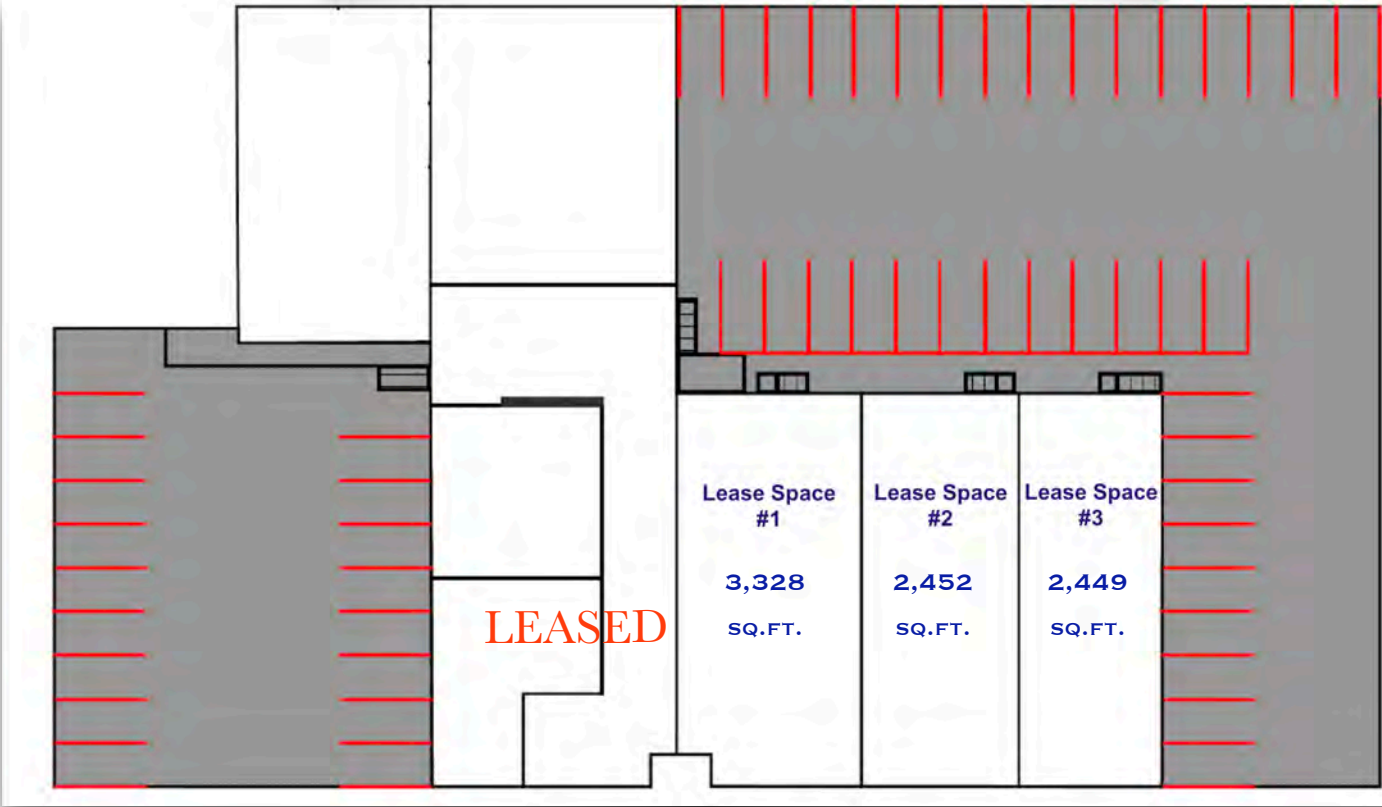 Lease Space
#1
3,328
SQ.FT.
Lease Space
#2
2,452
SQ.FT.
Lease Space
#3
2,449
SQ.FT.
LEASED